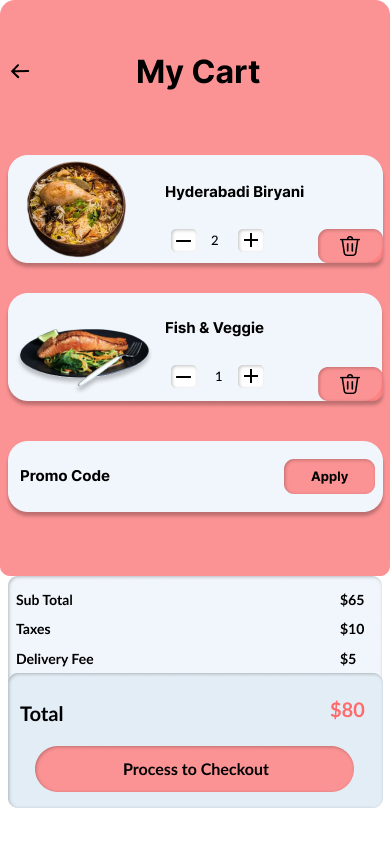 My Cart
Hyderabadi Biryani
2
Fish & Veggie
1
Promo Code
Apply
Sub Total $65
Taxes $10
Delivery Fee $5
Total $80
Process to Checkout